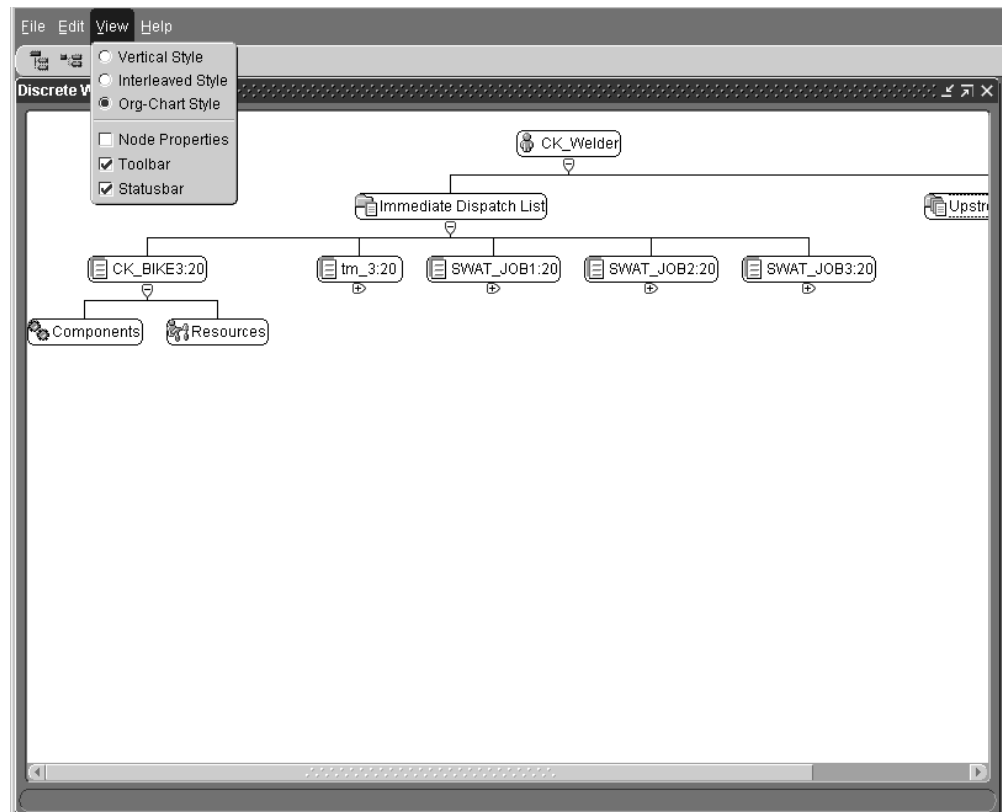 File Edit View Help
Vertical Style
Interleaved Style
Org-Chart Style
Node Properties
Toolbar
Statusbar
Discrete
CK_Welder
Immediate Dispatch List
CK_BIKE3:20
tm_3:20
SWAT_JOB1:20
SWAT_JOB2:20
SWAT_JOB3:20
Components
Resources